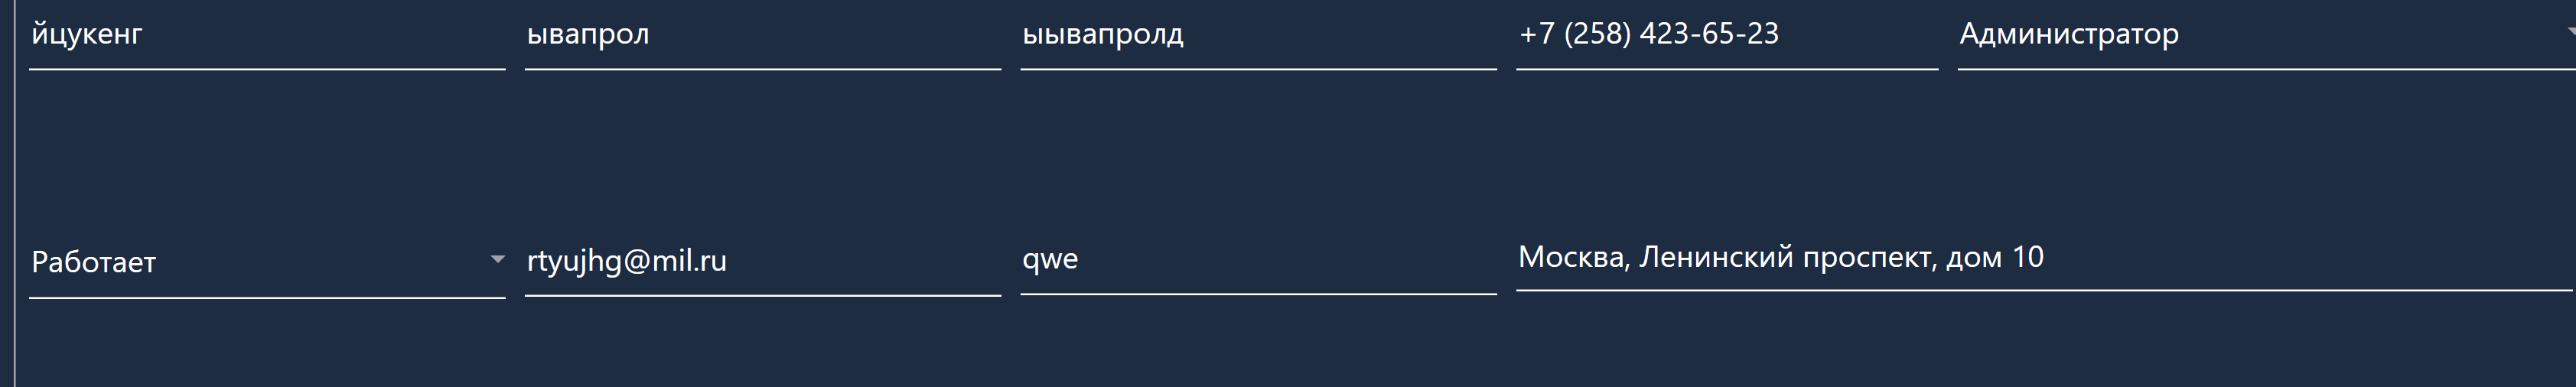 йцукенг ывапрол ыывапролд +7 (258) 423-65-23 Администратор
Работает rtyujhg@mil.ru qwe Москва, Ленинский проспект, дом 10